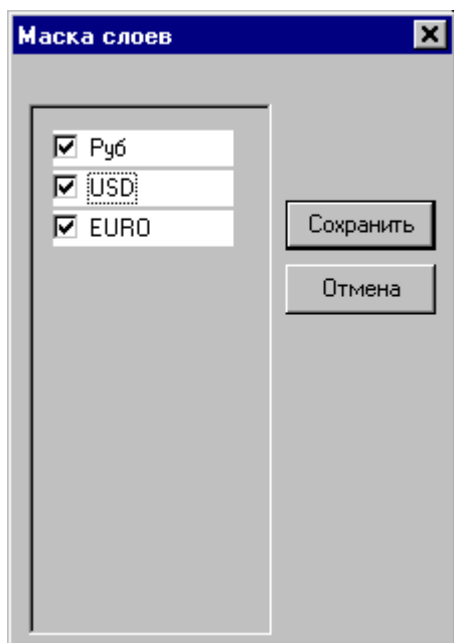 Маска слоев
Руб
USD
EURO
Сохранить
Отмена